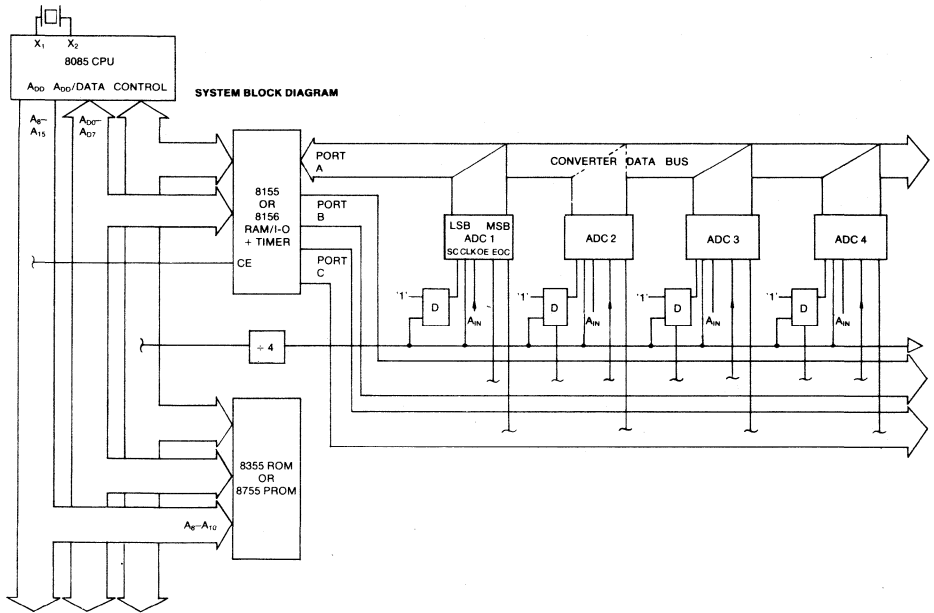 X1 X2
8085 CPU
ADD ADD/DATA CONTROL
SYSTEM BLOCK DIAGRAM
A8–
A15
AD0–
AD7
8155
OR
8156
RAM/I-O
+ TIMER
CE
PORT
A
PORT
B
PORT
C
CONVERTER DATA BUS
LSB MSB
ADC 1
SC CLK OE EOC
ADC 2
ADC 3
ADC 4
'1' D AIN
'1' D AIN
'1' D AIN
'1' D AIN
÷ 4
8355 ROM
OR
8755 PROM
A8–A10